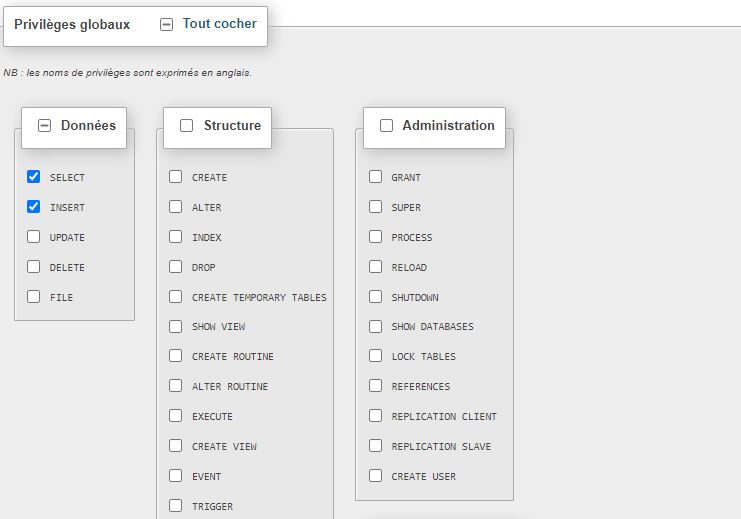 Privilèges globaux Tout cocher
NB : les noms de privilèges sont exprimés en anglais.
Données
SELECT
INSERT
UPDATE
DELETE
FILE
Structure
CREATE
ALTER
INDEX
DROP
CREATE TEMPORARY TABLES
SHOW VIEW
CREATE ROUTINE
ALTER ROUTINE
EXECUTE
CREATE VIEW
EVENT
TRIGGER
Administration
GRANT
SUPER
PROCESS
RELOAD
SHUTDOWN
SHOW DATABASES
LOCK TABLES
REFERENCES
REPLICATION CLIENT
REPLICATION SLAVE
CREATE USER